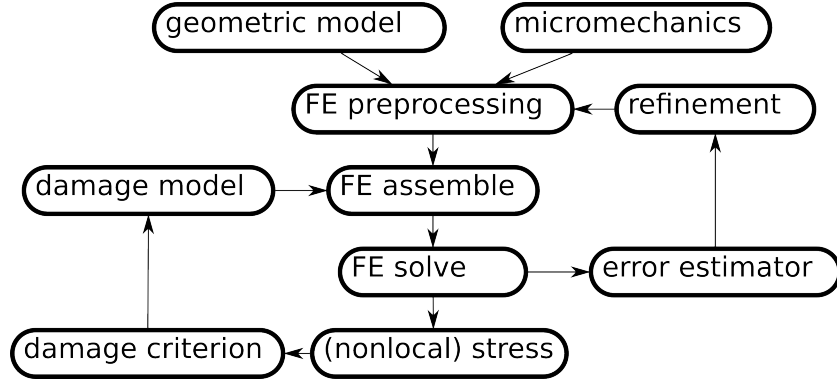 geometric model
micromechanics
FE preprocessing
refinement
damage model
FE assemble
FE solve
error estimator
damage criterion
(nonlocal) stress